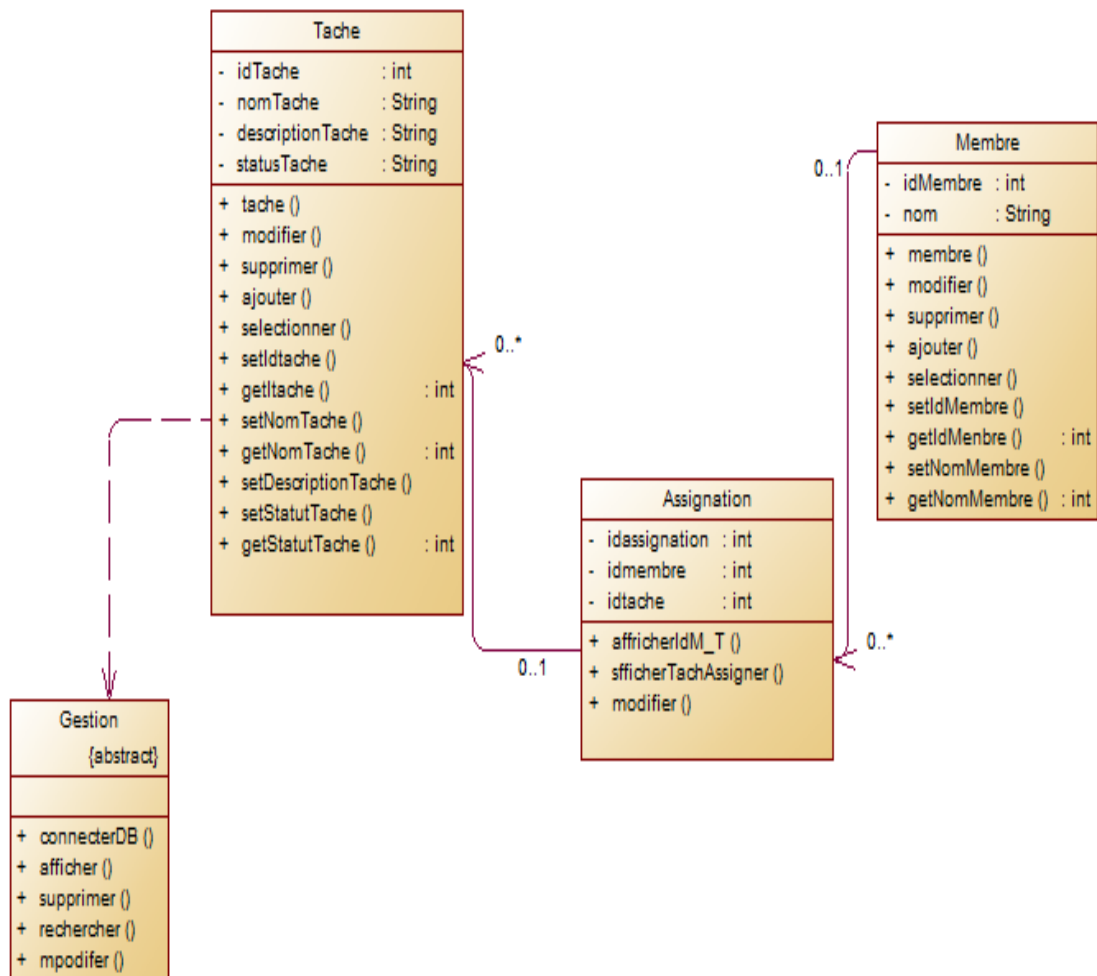 Tache
- idTache : int
- nomTache : String
- descriptionTache : String
- statusTache : String
+ tache ()
+ modifier ()
+ supprimer ()
+ ajouter ()
+ selectionner ()
+ setIdtache ()
+ getItache () : int
+ setNomTache ()
+ getNomTache () : int
+ setDescriptionTache ()
+ setStatutTache ()
+ getStatutTache () : int
0..*
0..1
Membre
- idMembre : int
- nom : String
+ membre ()
+ modifier ()
+ supprimer ()
+ ajouter ()
+ selectionner ()
+ setIdMembre ()
+ getIdMenbre () : int
+ setNomMembre ()
+ getNomMembre () : int
Assignation
- idassignation : int
- idmembre : int
- idtache : int
+ affricherIdM_T ()
+ sfficherTachAssigner ()
+ modifier ()
0..1
0..*
Gestion
{abstract}
+ connecterDB ()
+ afficher ()
+ supprimer ()
+ rechercher ()
+ mpodifer ()